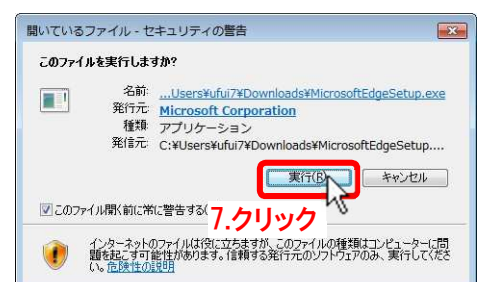 開いているファイル - セキュリティの警告
このファイルを実行しますか?
名前: ...Users¥ufui7¥Downloads¥MicrosoftEdgeSetup.exe
発行元: Microsoft Corporation
種類: アプリケーション
発信元: C:¥Users¥ufui7¥Downloads¥MicrosoftEdgeSetup....
実行(R) キャンセル
このファイル開く前に常に警告する(
7.クリック
インターネットのファイルは役に立ちますが、このファイルの種類はコンピューターに問
題を起こす可能性があります。信頼する発行元のソフトウェアのみ、実行してくださ
い。危険性の説明